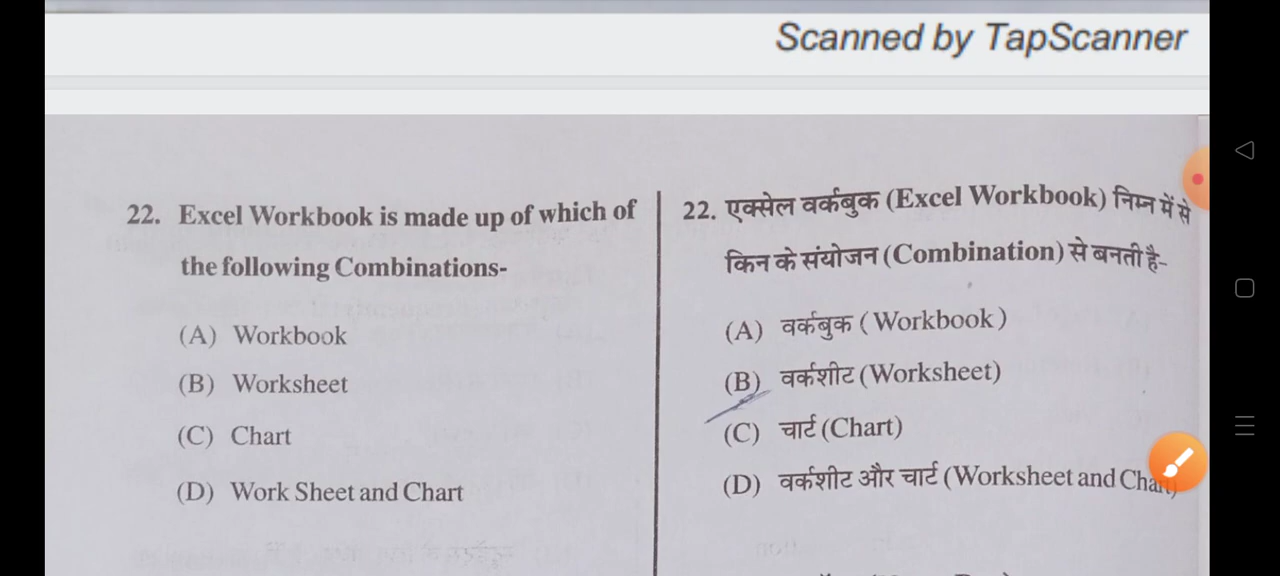 Scanned by TapScanner
22. Excel Workbook is made up of which of
the following Combinations-
(A) Workbook
(B) Worksheet
(C) Chart
(D) Work Sheet and Chart
22. एक्सेल वर्कबुक (Excel Workbook) निम्न में से
किन के संयोजन (Combination) से बनती है-
(A) वर्कबुक ( Workbook )
(B) वर्कशीट (Worksheet)
(C) चार्ट (Chart)
(D) वर्कशीट और चार्ट (Worksheet and Chart)